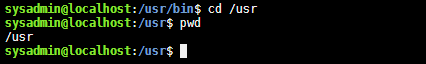 sysadmin@localhost:/usr/bin$ cd /usr
sysadmin@localhost:/usr$ pwd
/usr
sysadmin@localhost:/usr$